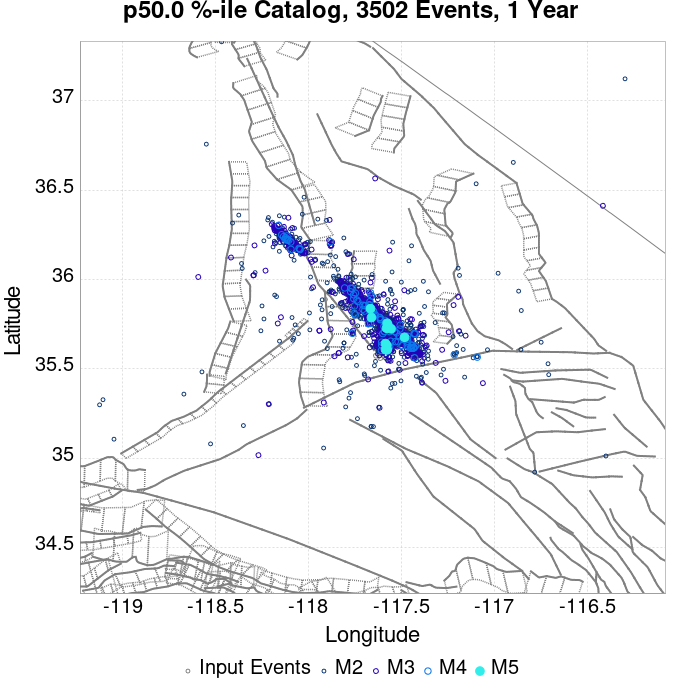 p50.0 %-ile Catalog, 3502 Events, 1 Year
37
36.5
36
35.5
35
34.5
Latitude
-119 -118.5 -118 -117.5 -117 -116.5
Longitude
Input Events M2 M3 M4 M5